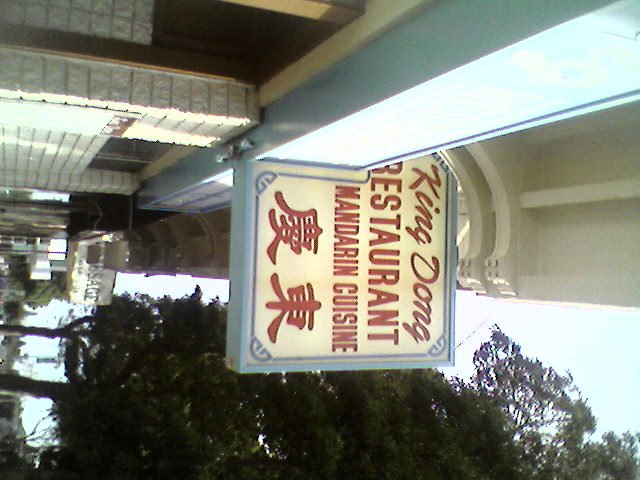 King Dong
RESTAURANT
MANDARIN CUISINE
慶東